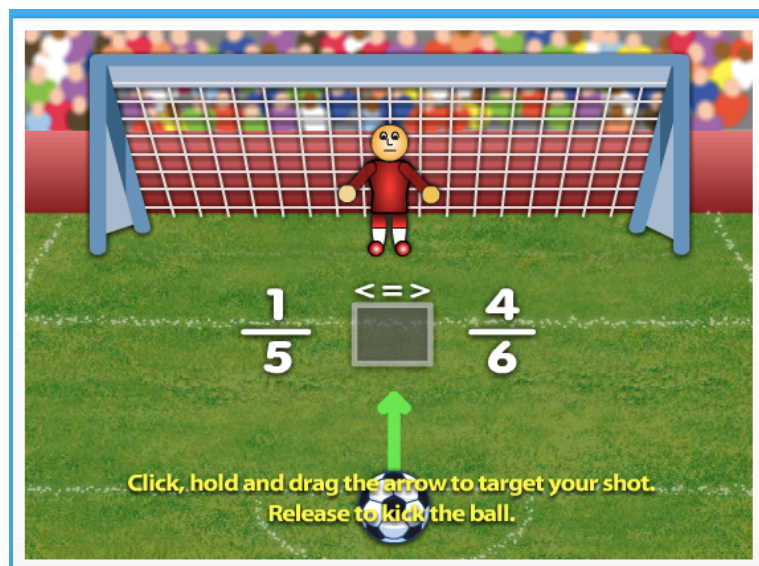 < = >
1 4
5 6
Click, hold and drag the arrow to target your shot.
Release to kick the ball.